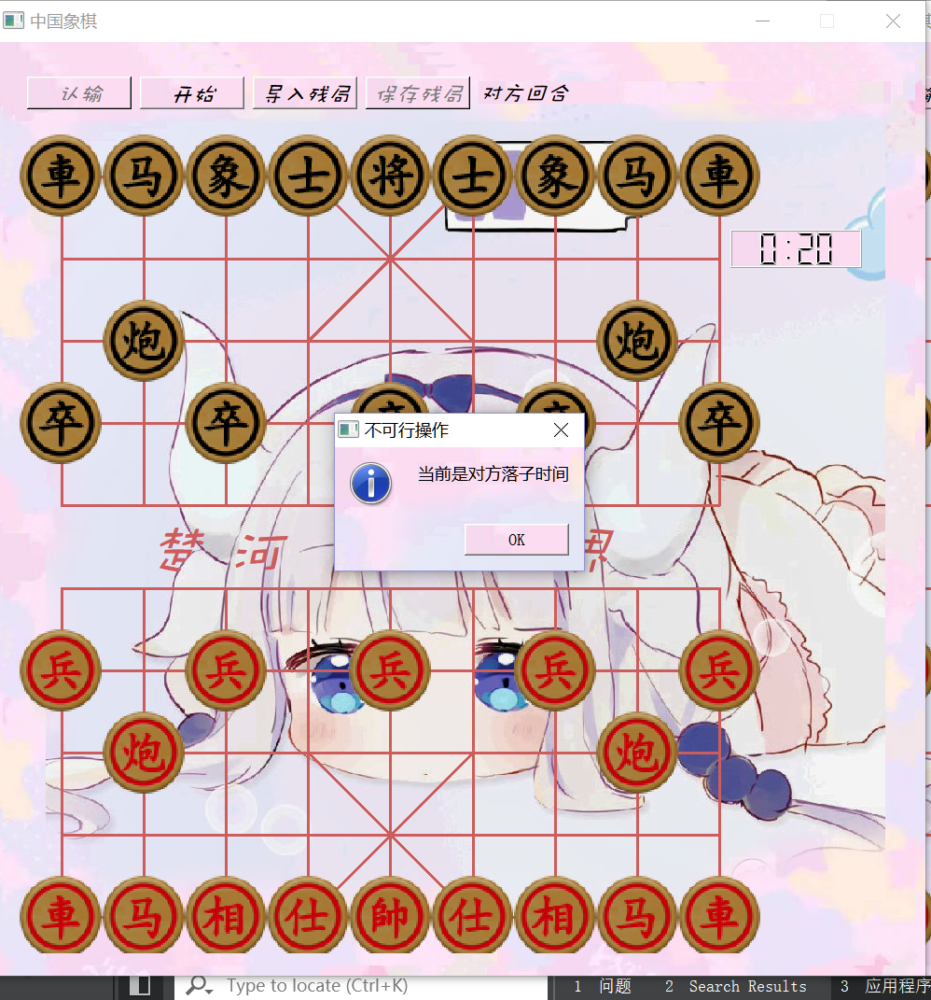 中国象棋
认输 开始 导入残局 保存残局 对方回合
車 马 象 士 将 士 象 马 車
0:20
炮 炮
卒 卒 卒 卒 卒
不可行操作
当前是对方落子时间
OK
楚 河 界
兵 兵 兵 兵 兵
炮 炮
車 马 相 仕 帥 仕 相 马 車
Type to locate (Ctrl+K) 1 问题 2 Search Results 3 应用程序